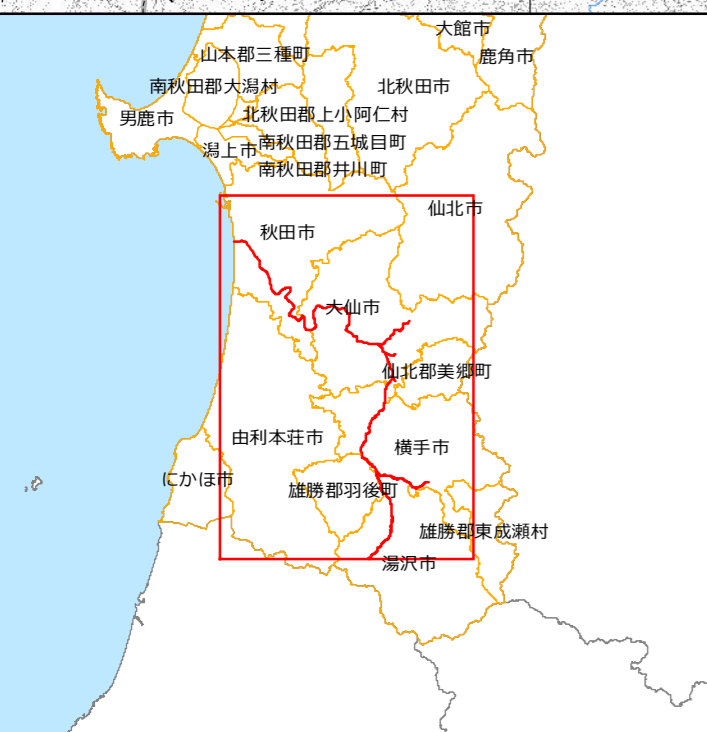 大館市
山本郡三種町
鹿角市
南秋田郡大潟村
北秋田市
北秋田郡上小阿仁村
男鹿市
南秋田郡五城目町
潟上市
南秋田郡井川町
仙北市
秋田市
大仙市
仙北郡美郷町
由利本荘市
横手市
にかほ市
雄勝郡羽後町
雄勝郡東成瀬村
湯沢市